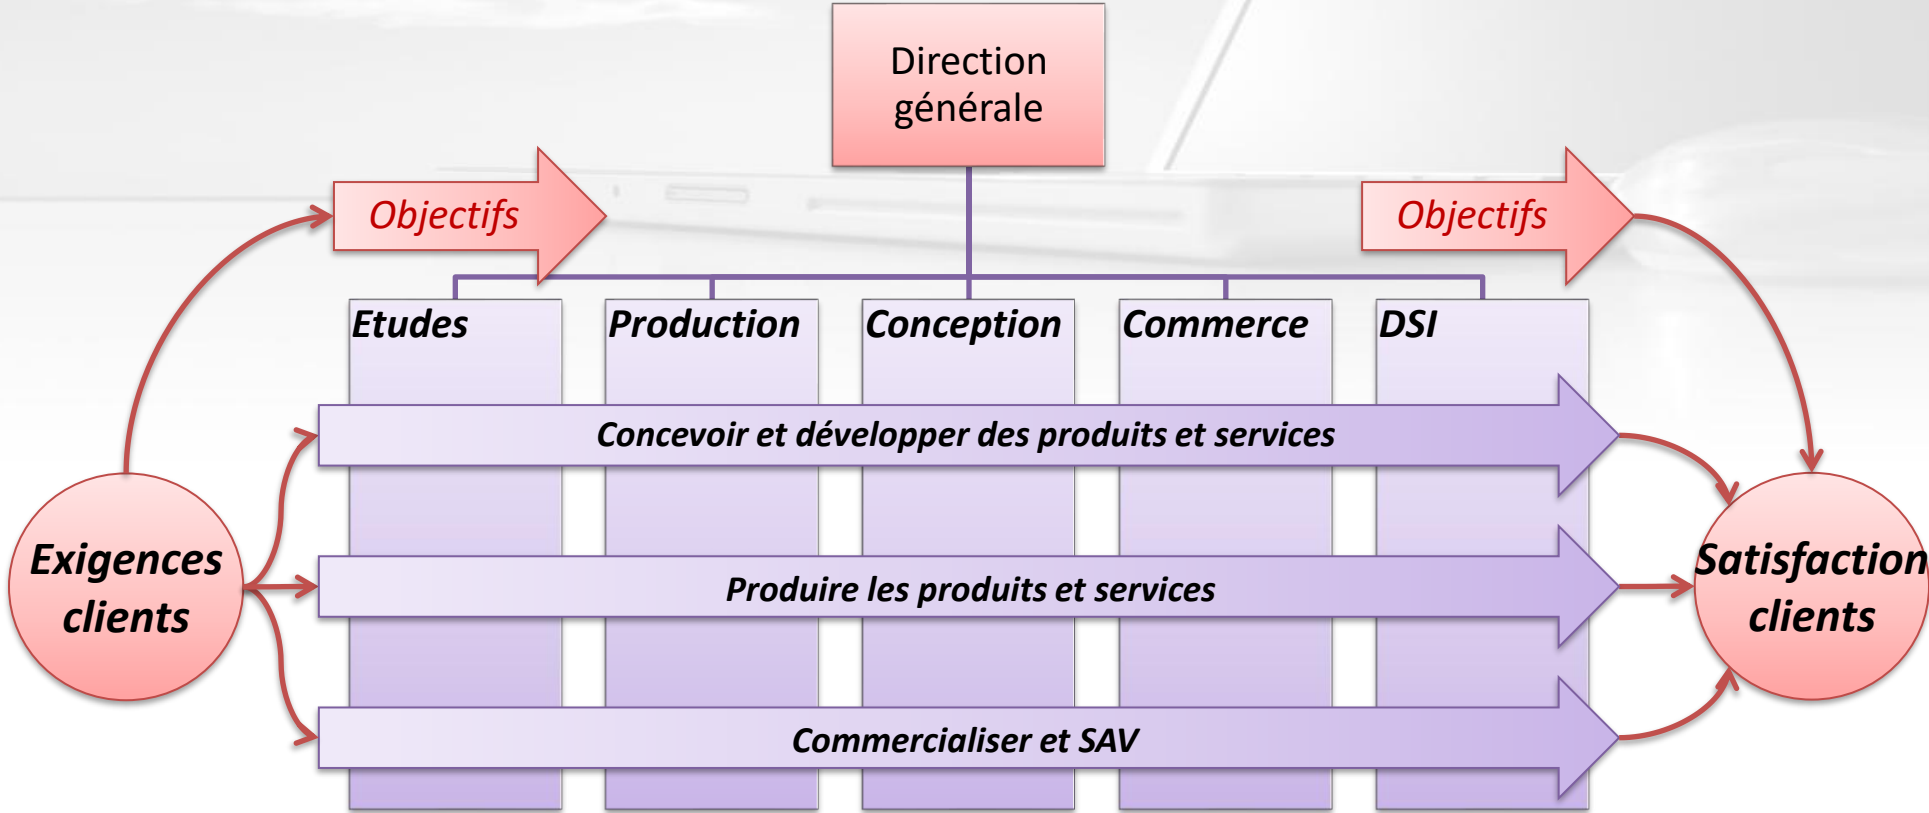 Direction
générale
Objectifs
Objectifs
Etudes
Production
Conception
Commerce
DSI
Concevoir et développer des produits et services
Exigences
clients
Produire les produits et services
Satisfaction
clients
Commercialiser et SAV